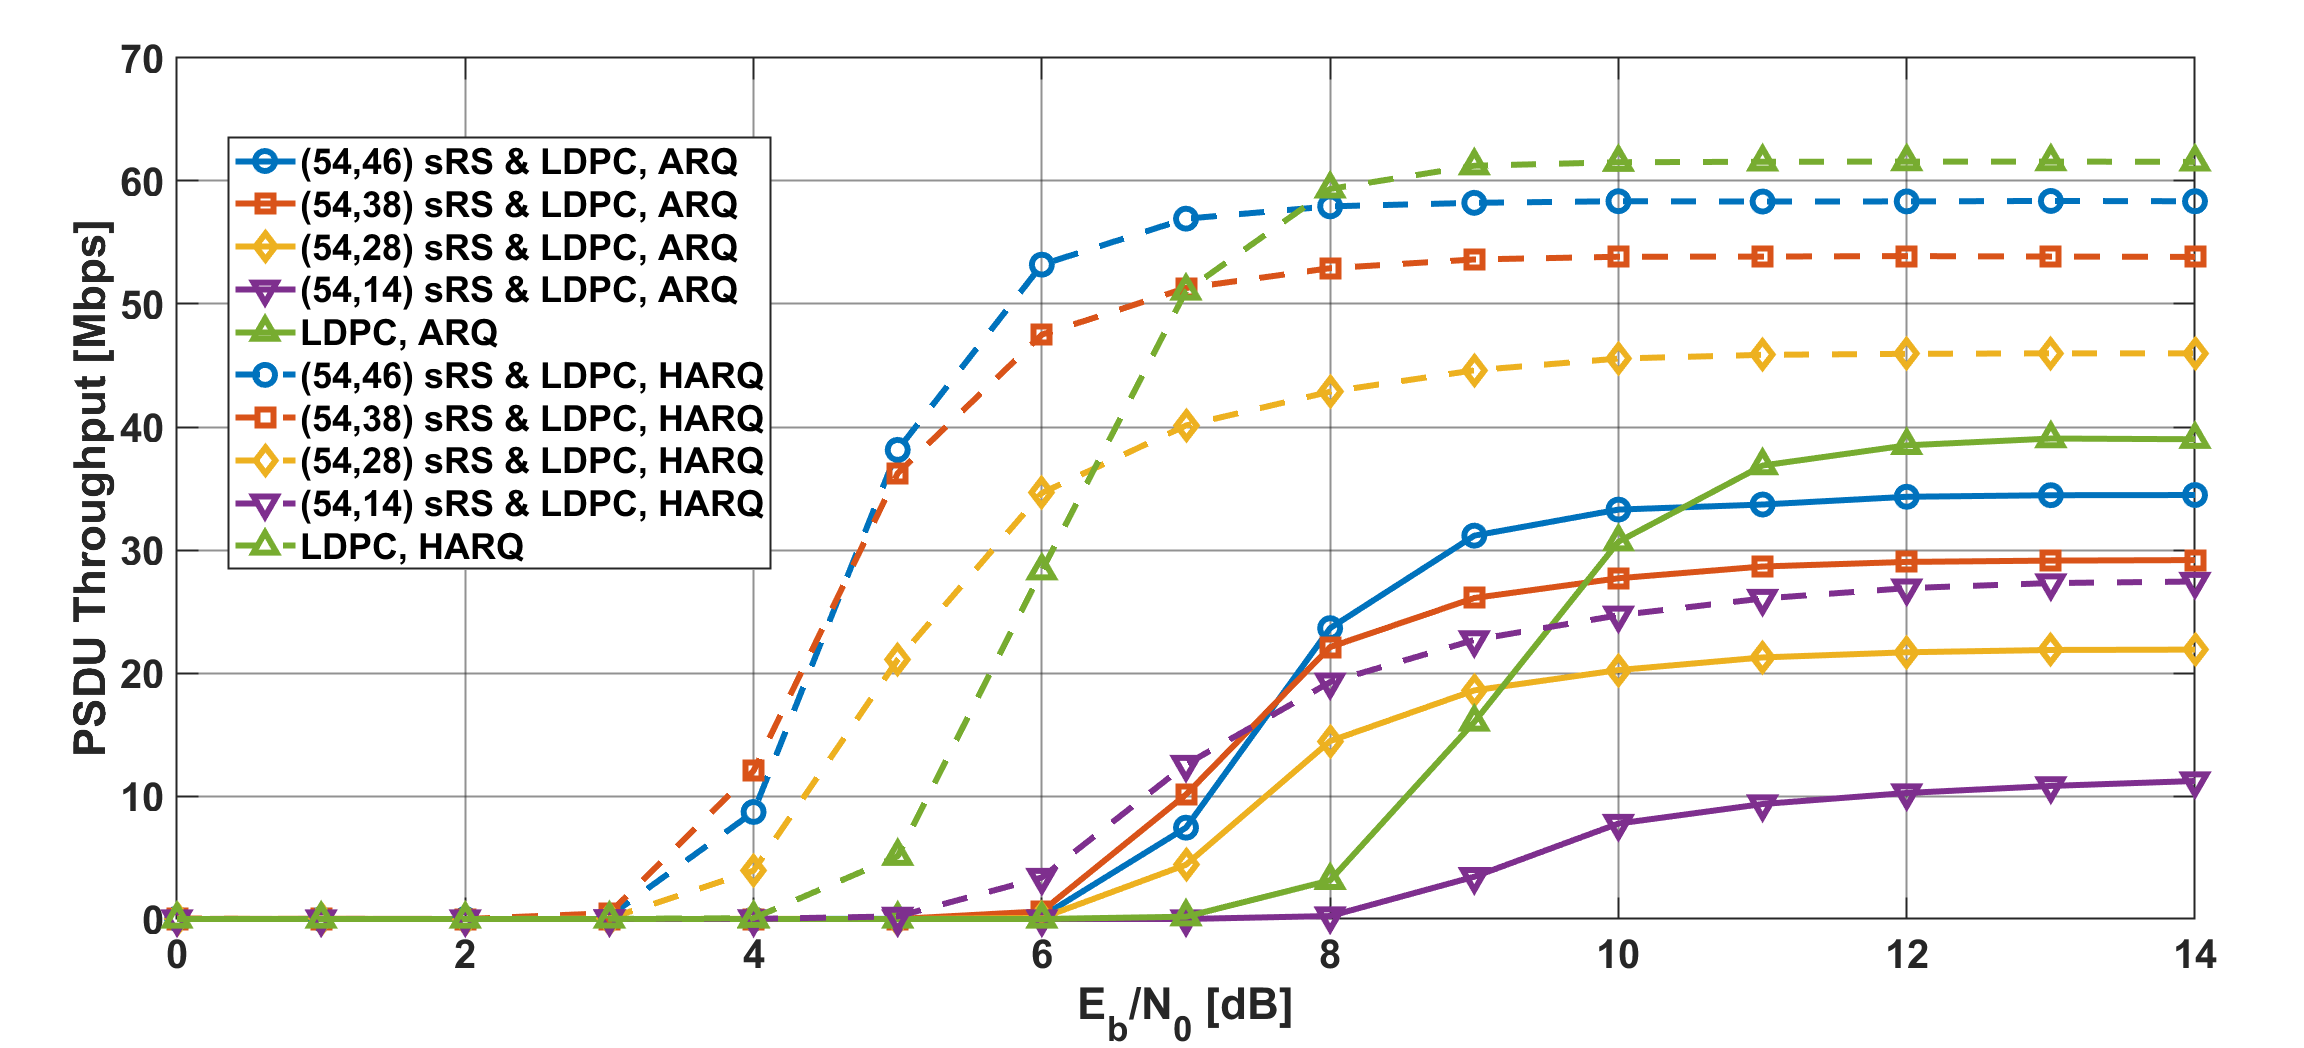 70
60
50
40
30
20
10
0
PSDU Throughput [Mbps]
(54,46) sRS & LDPC, ARQ
(54,38) sRS & LDPC, ARQ
(54,28) sRS & LDPC, ARQ
(54,14) sRS & LDPC, ARQ
LDPC, ARQ
(54,46) sRS & LDPC, HARQ
(54,38) sRS & LDPC, HARQ
(54,28) sRS & LDPC, HARQ
(54,14) sRS & LDPC, HARQ
LDPC, HARQ
0 2 4 6 8 10 12 14
E_b/N_0 [dB]